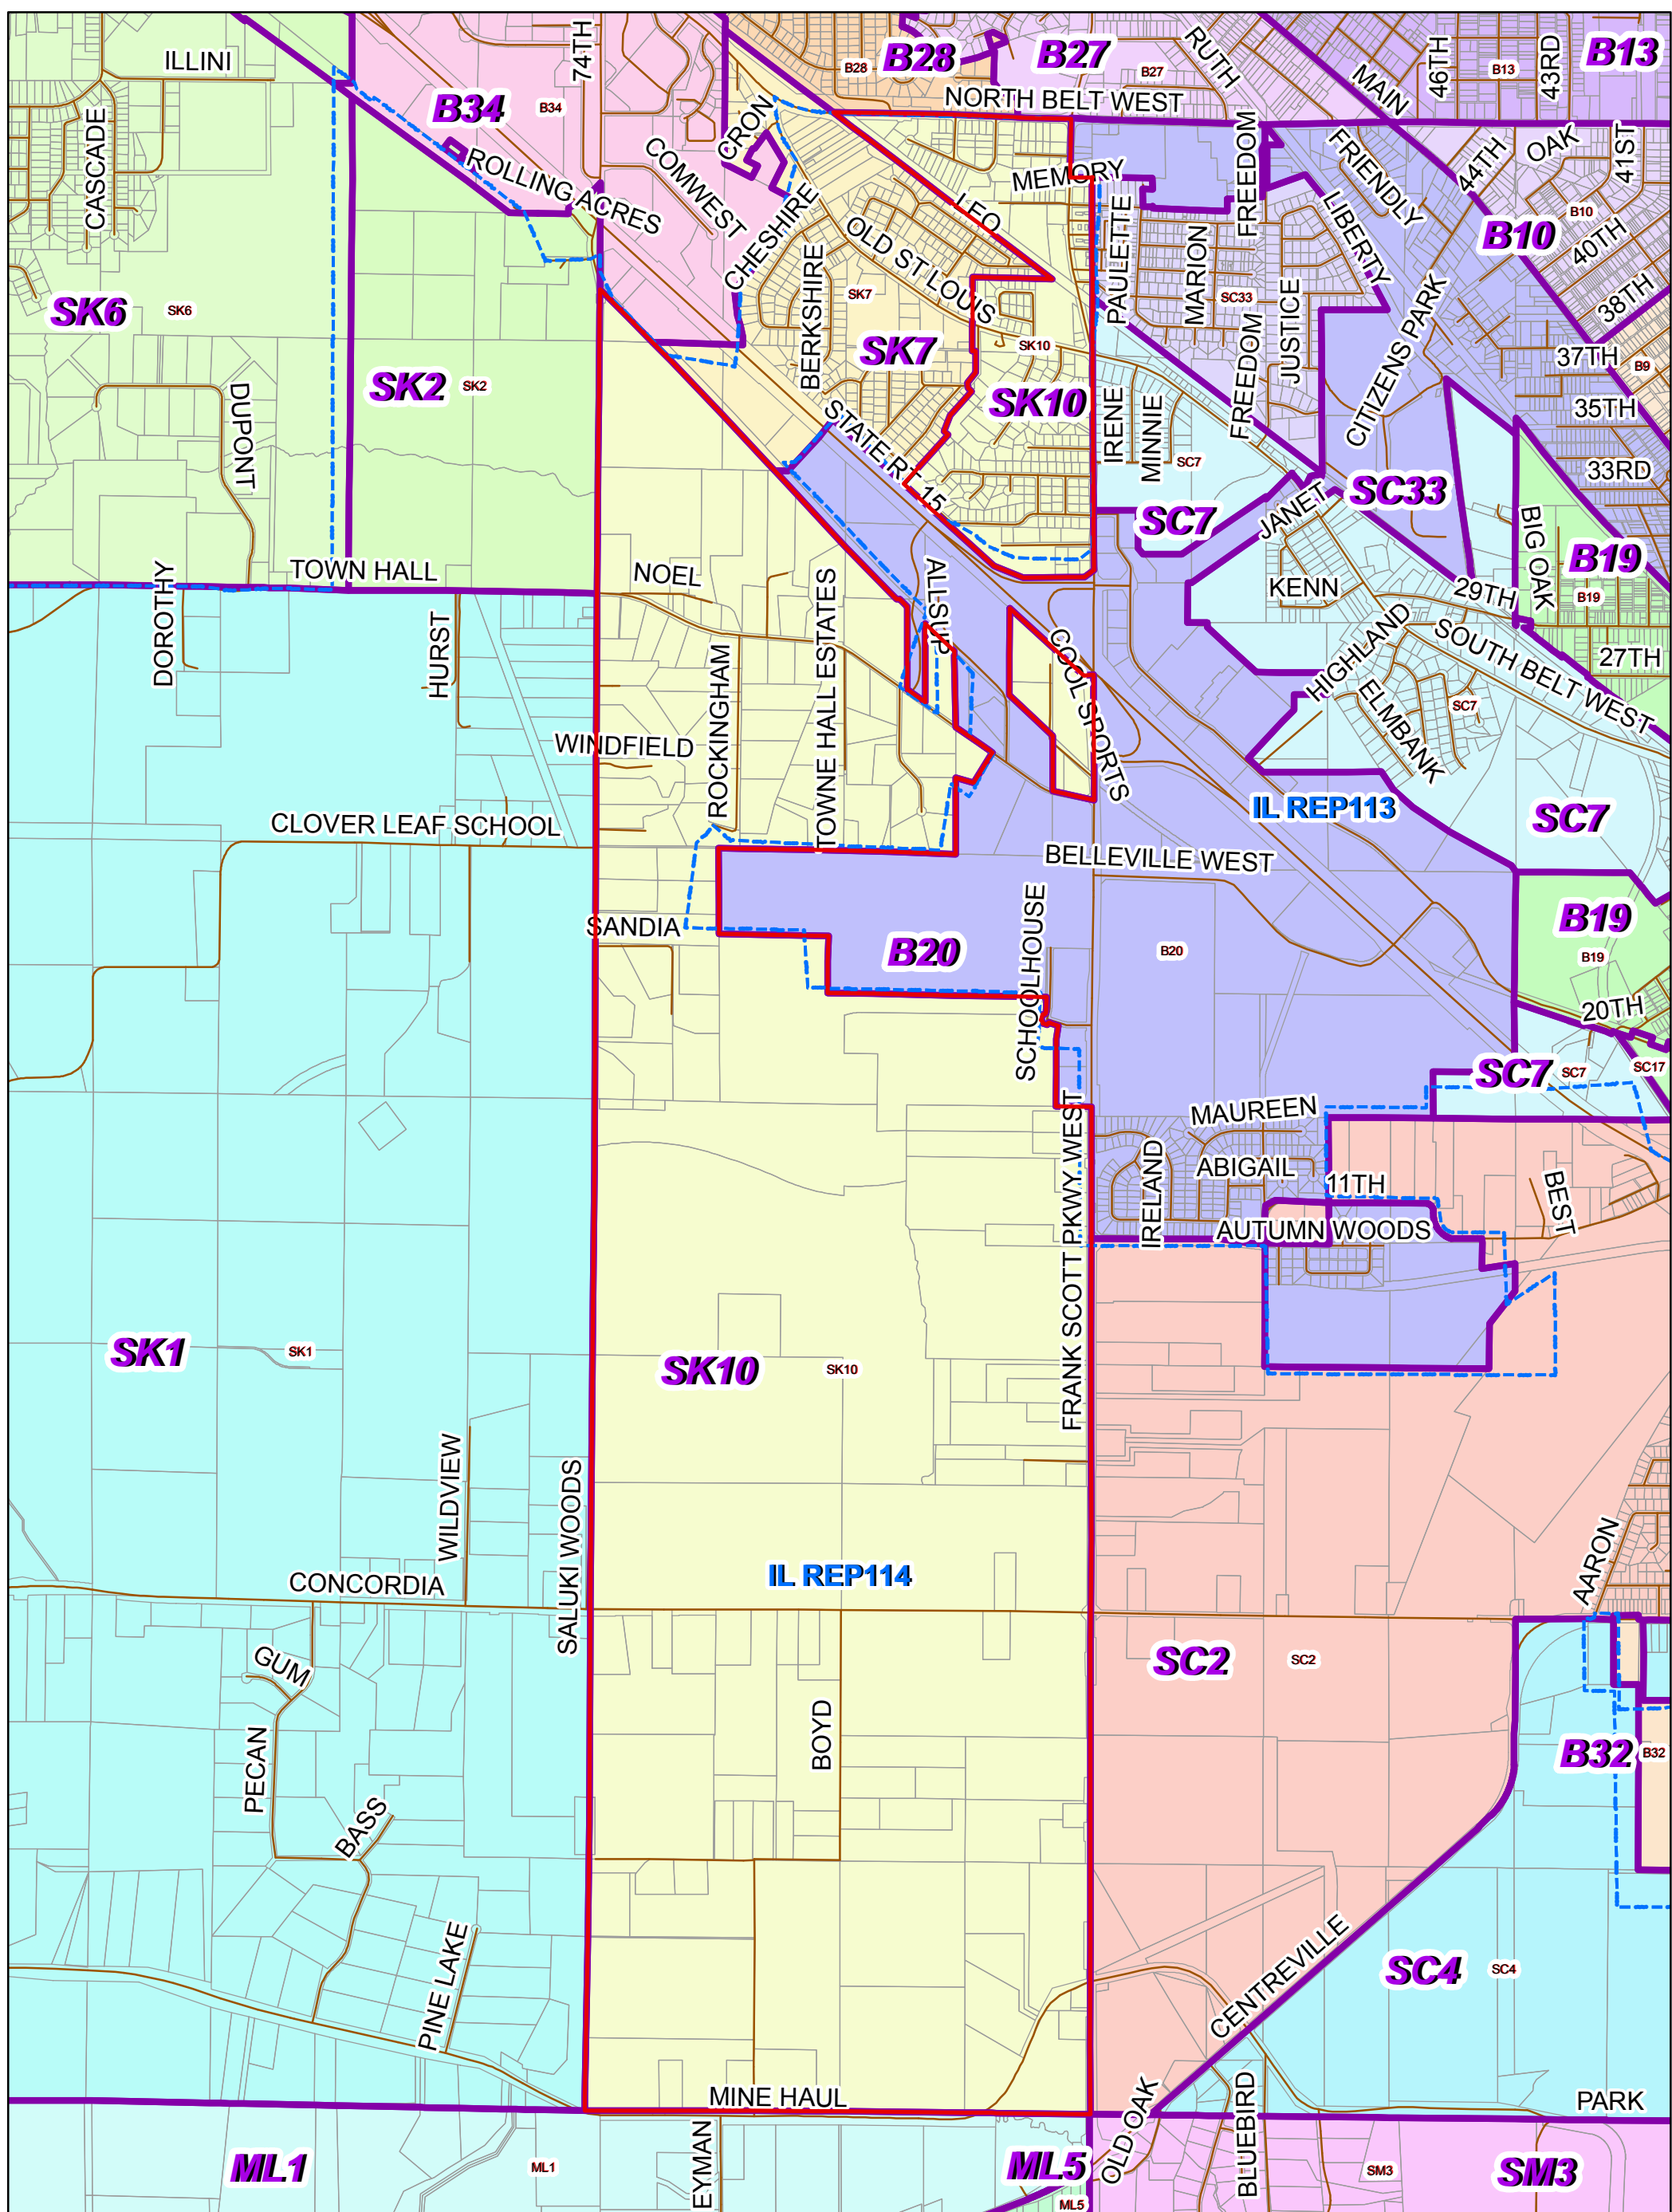 ILLINI
74TH
B28
B28
B27
B27
RUTH
MAIN
46TH
B13
43RD
B13
B34
B34
NORTH BELT WEST
CASCADE
CRON
COMWEST
ROLLING ACRES
MEMORY
FREEDOM
FRIENDLY
44TH
OAK
41ST
LEO
CHESHIRE
OLD ST LOUIS
PAULETTE
MARION
LIBERTY
B10
B10
40TH
SK6
SK6
BERKSHIRE
SK7
SK7
SC33
JUSTICE
CITIZENS PARK
38TH
SK10
37TH
B9
SK2
SK2
SK10
IRENE
MINNIE
FREEDOM
35TH
DUPONT
STATE RT 15
SC7
33RD
SC33
SC7
JANET
BIG OAK
B19
B19
TOWN HALL
DOROTHY
NOEL
ALLSUP
KENN
29TH
HURST
ROCKINGHAM
TOWNE HALL ESTATES
COOL SPORTS
HIGHLAND
SOUTH BELT WEST
27TH
ELMBANK
SC7
WINDFIELD
IL REP113
SC7
CLOVER LEAF SCHOOL
BELLEVILLE WEST
SANDIA
B20
SCHOOLHOUSE
B20
B19
B19
20TH
SC7
SC7
SC17
MAUREEN
ABIGAIL
IRELAND
11TH
BEST
AUTUMN WOODS
FRANK SCOTT PKWY WEST
SK1
SK1
SK10
SK10
WILDVIEW
SALUKI WOODS
AARON
CONCORDIA
IL REP114
GUM
SC2
SC2
PECAN
BOYD
B32
B32
BASS
PINE LAKE
CENTREVILLE
SC4
SC4
MINE HAUL
PARK
OLD OAK
BLUEBIRD
EYMAN
ML1
ML1
ML5
ML5
SM3
SM3